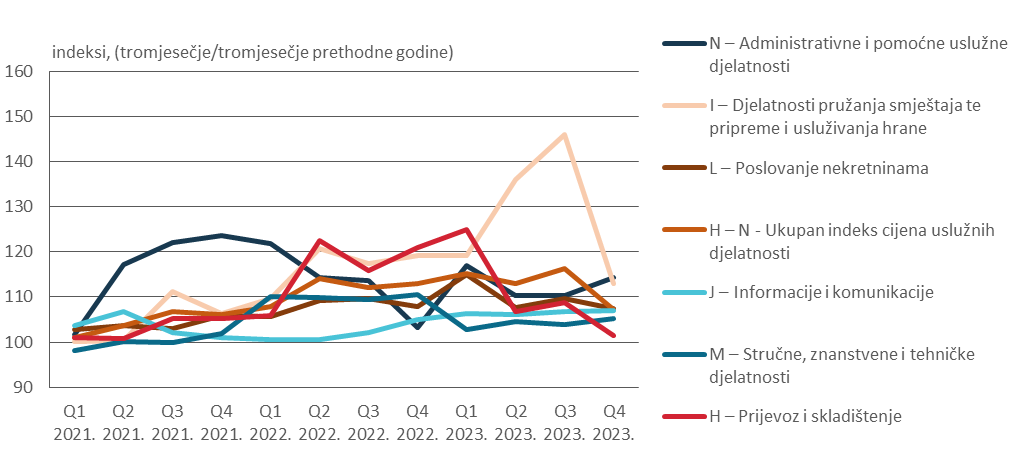 indeksi, (tromjesečje/tromjesečje prethodne godine)
160
150
140
130
120
110
100
90
Q1 Q2 Q3 Q4 Q1 Q2 Q3 Q4 Q1 Q2 Q3 Q4
2021. 2021. 2021. 2021. 2022. 2022. 2022. 2022. 2023. 2023. 2023. 2023.
N – Administrativne i pomoćne uslužne
djelatnosti
I – Djelatnosti pružanja smještaja te
pripreme i usluživanja hrane
L – Poslovanje nekretninama
H – N - Ukupan indeks cijena uslužnih
djelatnosti
J – Informacije i komunikacije
M – Stručne, znanstvene i tehničke
djelatnosti
H – Prijevoz i skladištenje